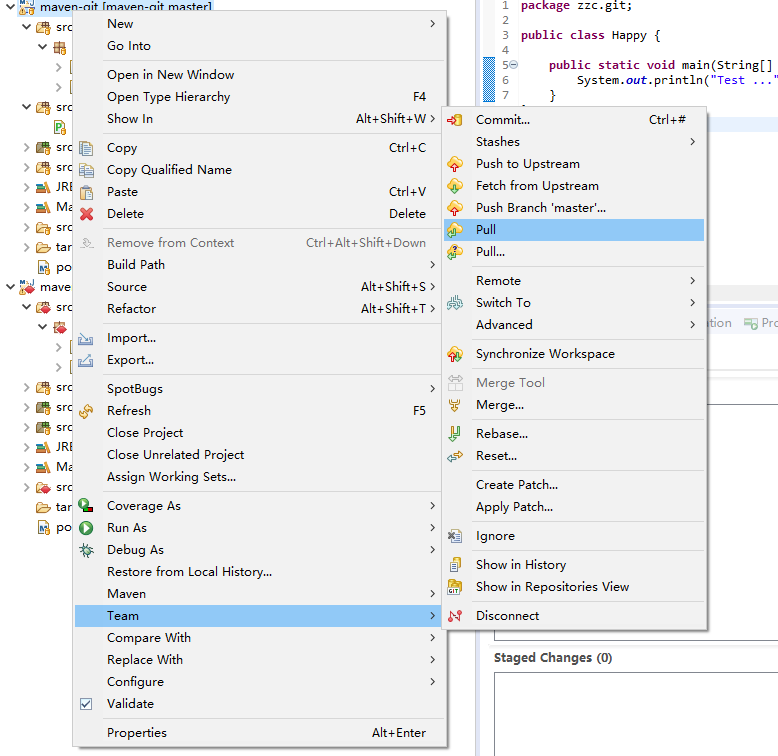 maven-git [maven-git master]
src
src
src
src
JRE
Ma
src
tar
po
mave
src
src
src
src
JRE
Ma
src
tar
po
New
Go Into
Open in New Window
Open Type Hierarchy F4
Show In Alt+Shift+W
Copy Ctrl+C
Copy Qualified Name
Paste Ctrl+V
Delete Delete
Remove from Context Ctrl+Alt+Shift+Down
Build Path
Source Alt+Shift+S
Refactor Alt+Shift+T
Import...
Export...
SpotBugs
Refresh F5
Close Project
Close Unrelated Project
Assign Working Sets...
Coverage As
Run As
Debug As
Restore from Local History...
Maven
Team
Compare With
Replace With
Configure
Validate
Properties Alt+Enter
Commit... Ctrl+#
Stashes
Push to Upstream
Fetch from Upstream
Push Branch 'master'...
Pull
Pull...
Remote
Switch To
Advanced
Synchronize Workspace
Merge Tool
Merge...
Rebase...
Reset...
Create Patch...
Apply Patch...
Ignore
Show in History
Show in Repositories View
Disconnect
1 package zzc.git;
2
3 public class Happy {
4
5 public static void main(String[]
6 System.out.println("Test ..."
7 }
tion Pro
Staged Changes (0)